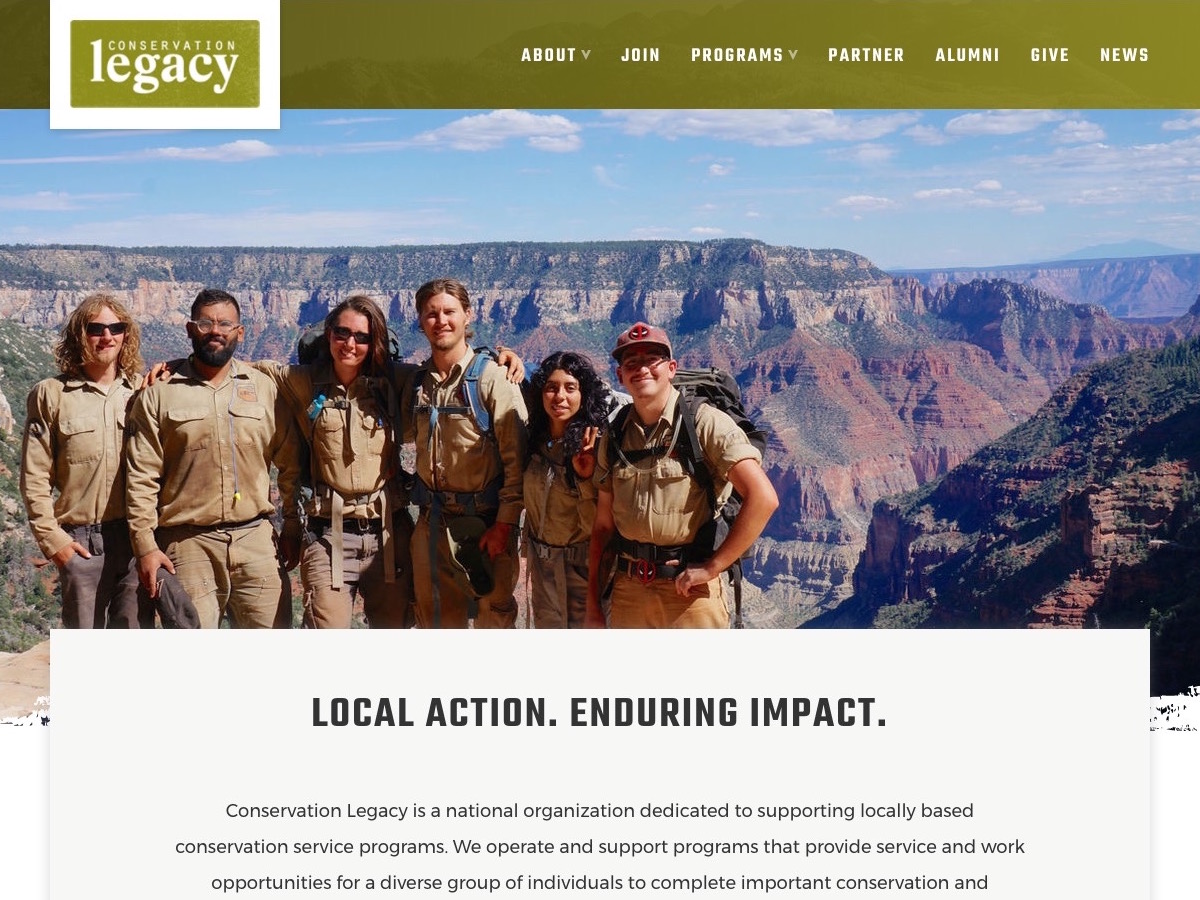 CONSERVATION
legacy
ABOUT JOIN PROGRAMS PARTNER ALUMNI GIVE NEWS
LOCAL ACTION. ENDURING IMPACT.
Conservation Legacy is a national organization dedicated to supporting locally based
conservation service programs. We operate and support programs that provide service and work
opportunities for a diverse group of individuals to complete important conservation and